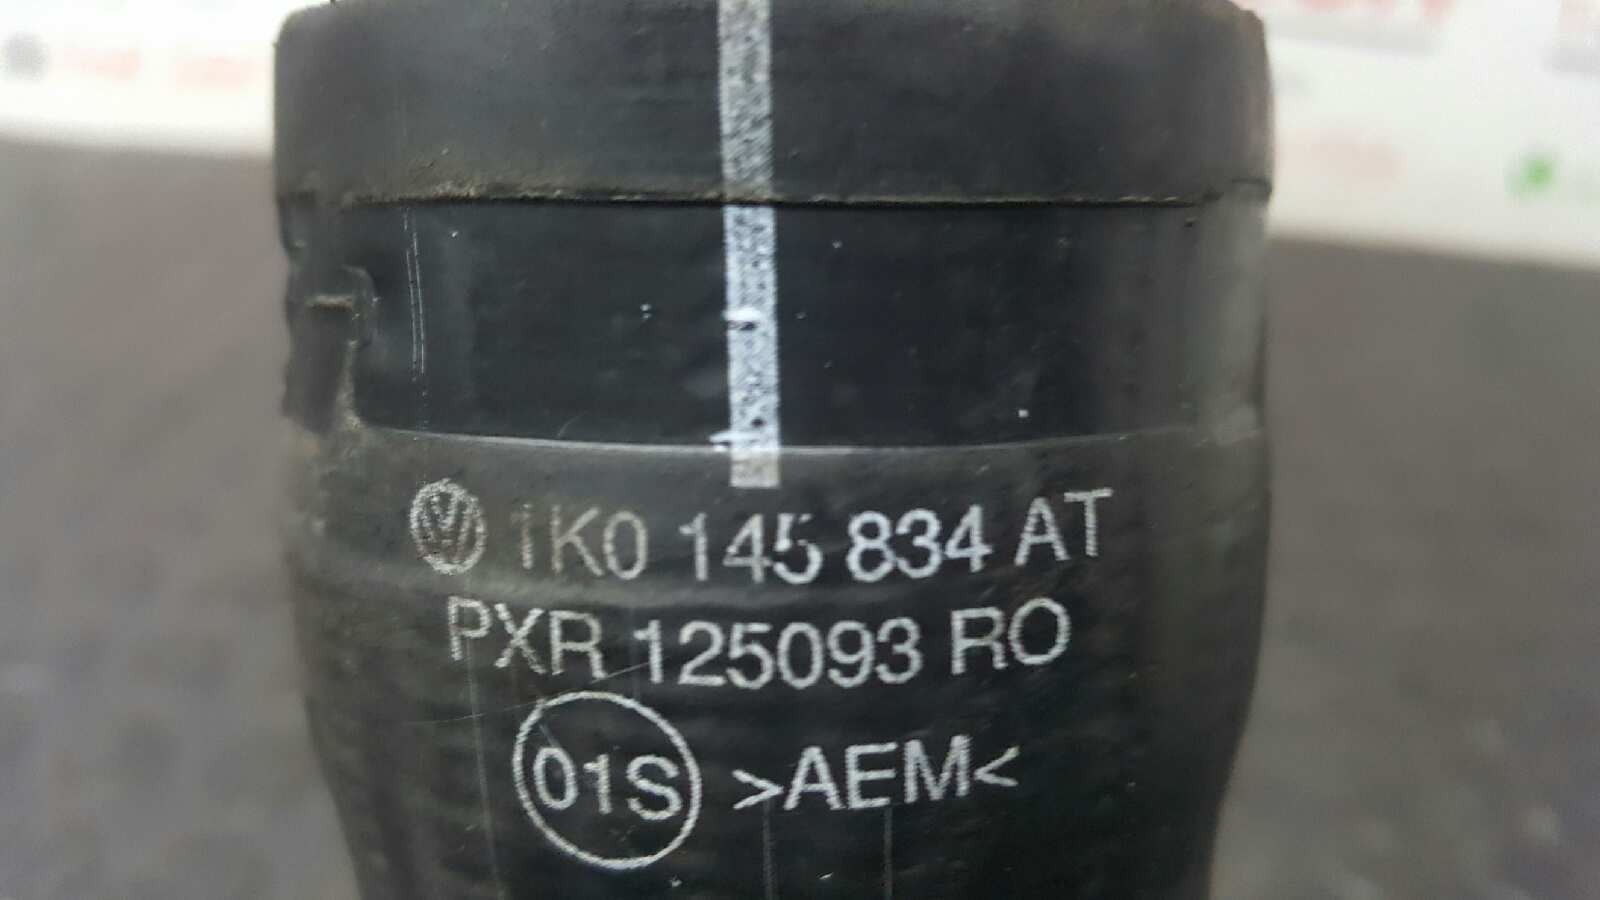 1K0 145 834 AT
PXR 125093 RO
01S >AEM<